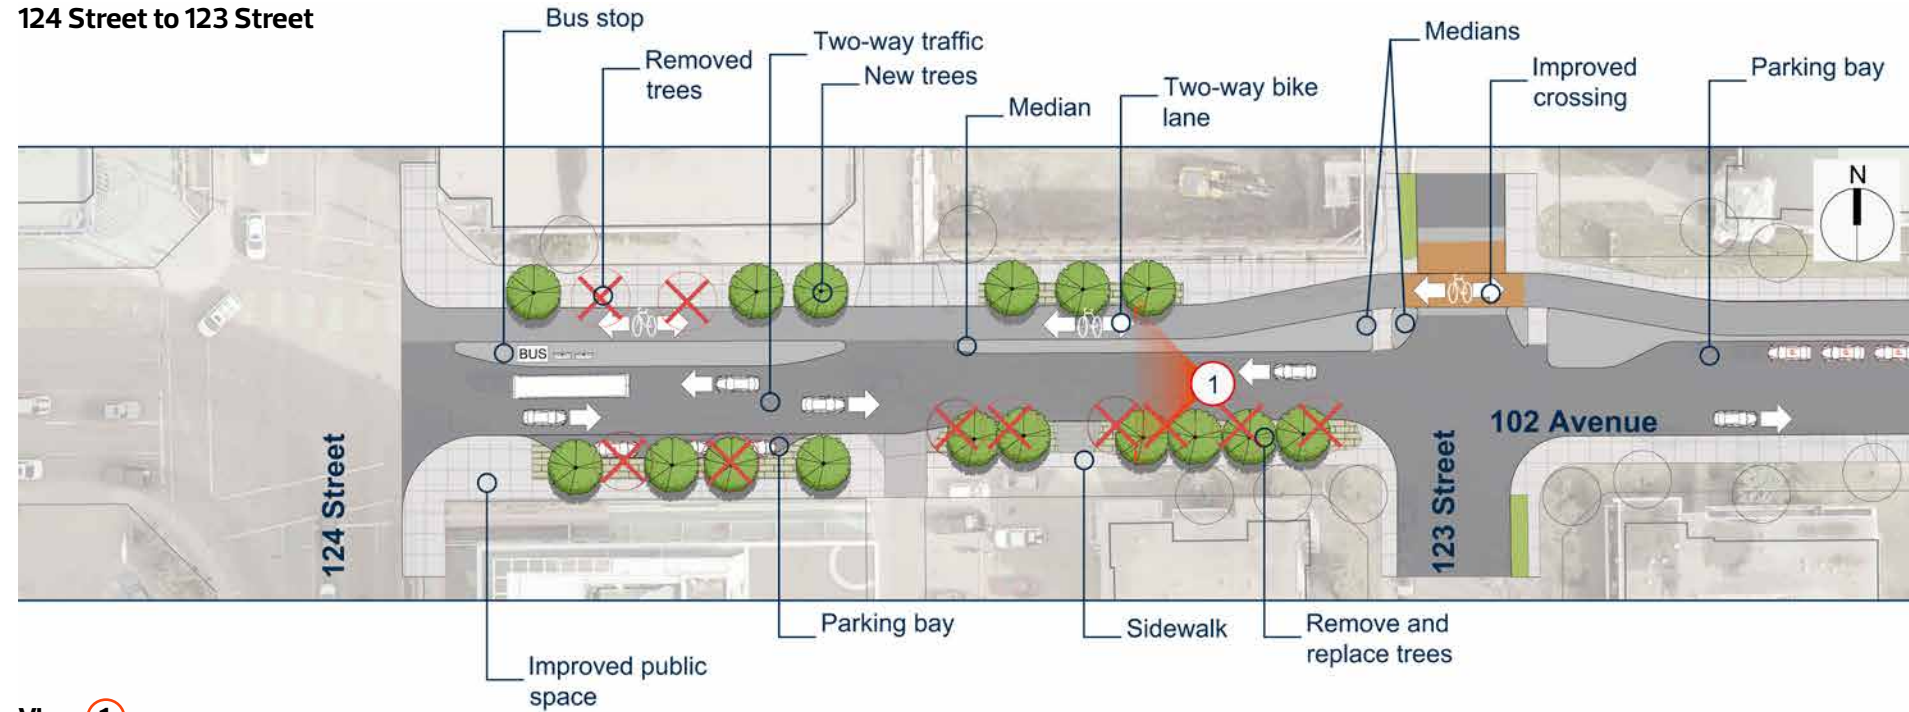 124 Street to 123 Street
Bus stop
Removed
trees
Two-way traffic
New trees
Median
Two-way bike
lane
Medians
Improved
crossing
Parking bay
N
BUS
1
102 Avenue
124 Street
123 Street
Parking bay
Sidewalk
Remove and
replace trees
Improved public
space